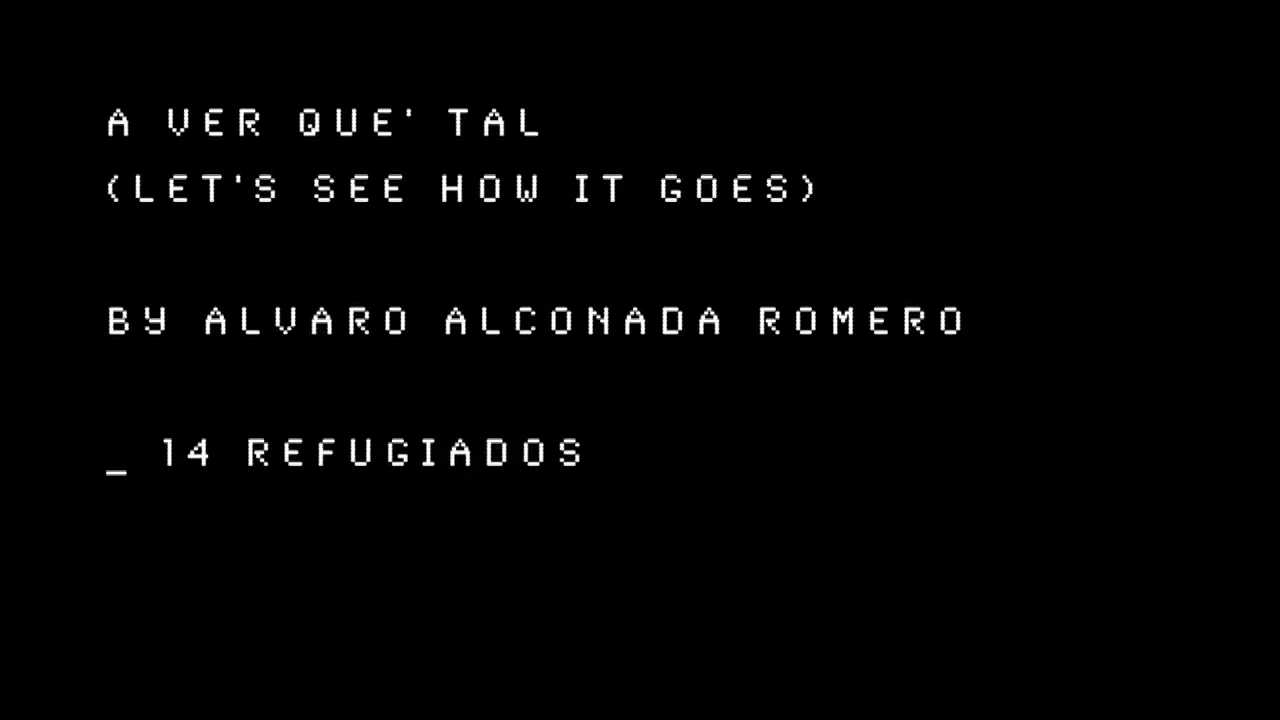 A VER QUE' TAL
(LET'S SEE HOW IT GOES)
BY ALVARO ALCONADA ROMERO
_ 14 REFUGIADOS